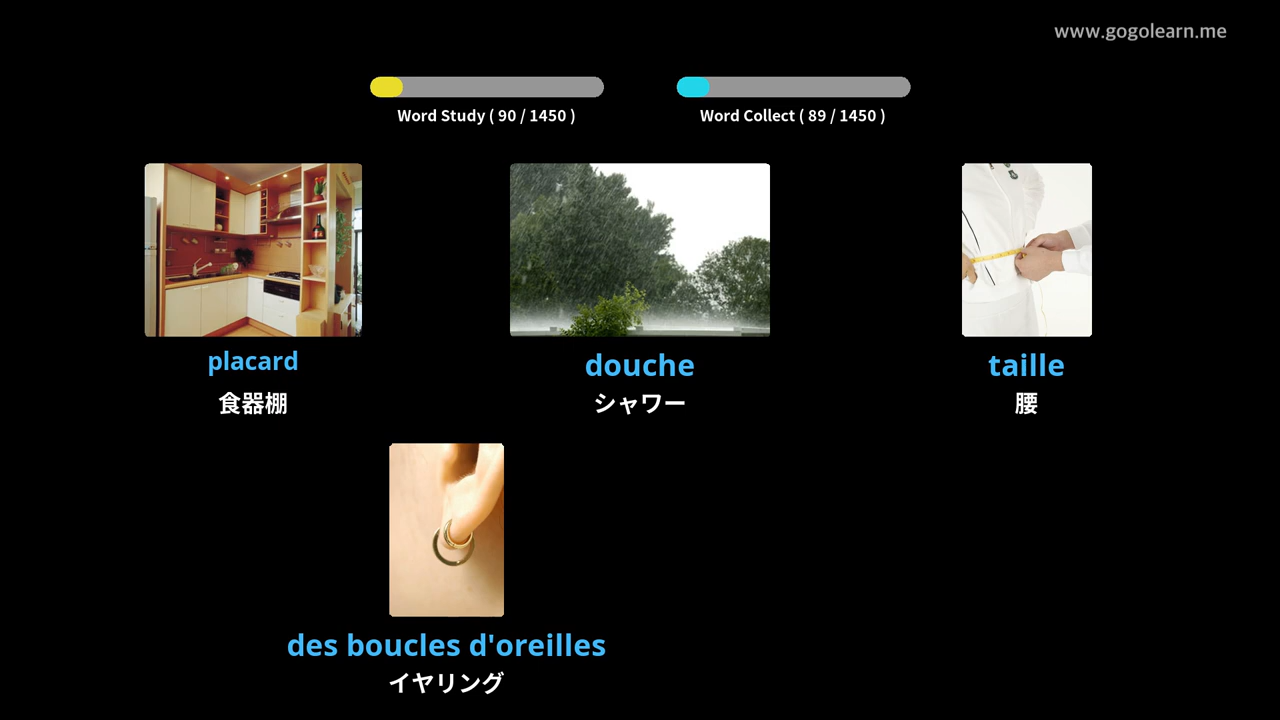 www.gogolearn.me
Word Study ( 90 / 1450 )
Word Collect ( 89 / 1450 )
placard
食器棚
douche
シャワー
taille
腰
des boucles d'oreilles
イヤリング